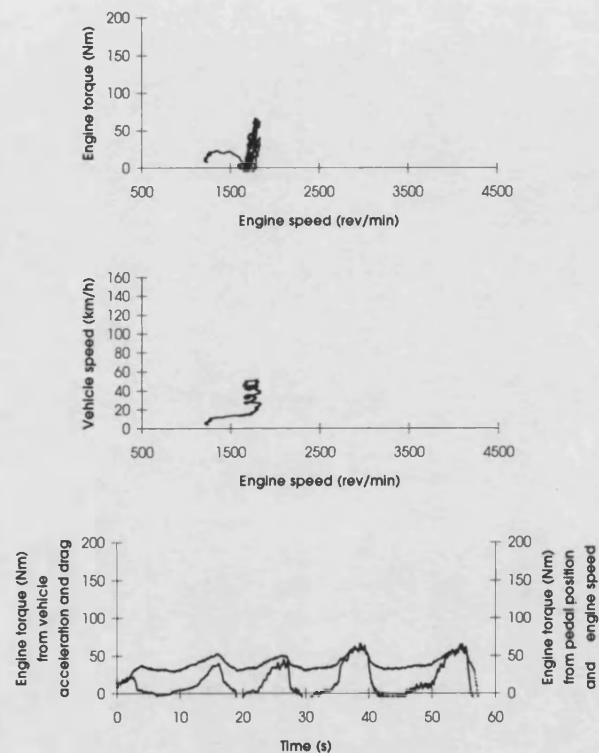 200
150
100
50
0
Engine torque (Nm)
500 1500 2500 3500 4500
Engine speed (rev/min)
160
140
120
100
80
60
40
20
0
Vehicle speed (km/h)
500 1500 2500 3500 4500
Engine speed (rev/min)
Engine torque (Nm)
from vehicle
acceleration and drag
200
150
100
50
0
200
150
100
50
0
Engine torque (Nm)
from pedal position
and engine speed
0 10 20 30 40 50 60
Time (s)